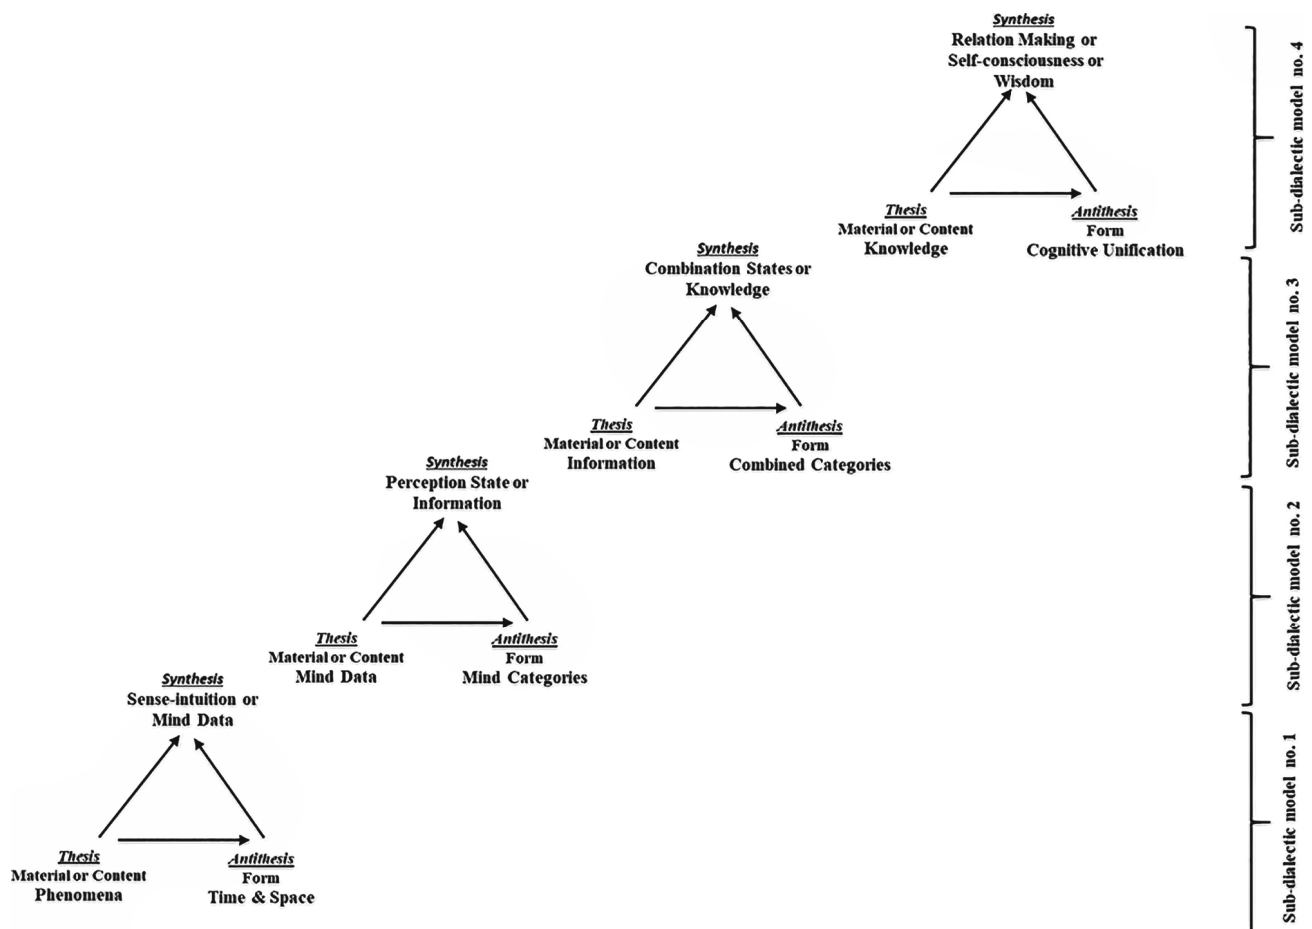 Synthesis
Relation Making or
Self-consciousness or
Wisdom
Thesis
Material or Content
Knowledge
Antithesis
Form
Cognitive Unification
Sub-dialectic model no. 4
Synthesis
Combination States or
Knowledge
Thesis
Material or Content
Information
Antithesis
Form
Combined Categories
Sub-dialectic model no. 3
Synthesis
Perception State or
Information
Thesis
Material or Content
Mind Data
Antithesis
Form
Mind Categories
Sub-dialectic model no. 2
Synthesis
Sense-intuition or
Mind Data
Thesis
Material or Content
Phenomena
Antithesis
Form
Time & Space
Sub-dialectic model no. 1